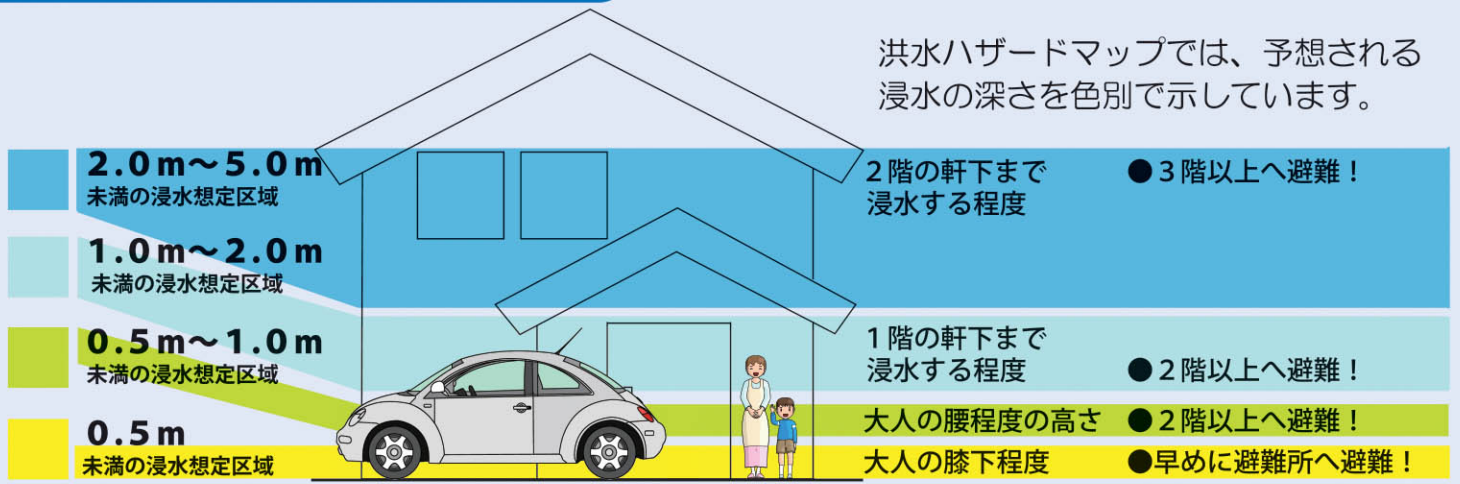 洪水ハザードマップでは、予想される
浸水の深さを色別で示しています。
2.0m～5.0m
未満の浸水想定区域
2階の軒下まで
浸水する程度
●3階以上へ避難！
1.0m～2.0m
未満の浸水想定区域
1階の軒下まで
浸水する程度
●2階以上へ避難！
0.5m～1.0m
未満の浸水想定区域
大人の腰程度の高さ
●2階以上へ避難！
0.5m
未満の浸水想定区域
大人の膝下程度
●早めに避難所へ避難！